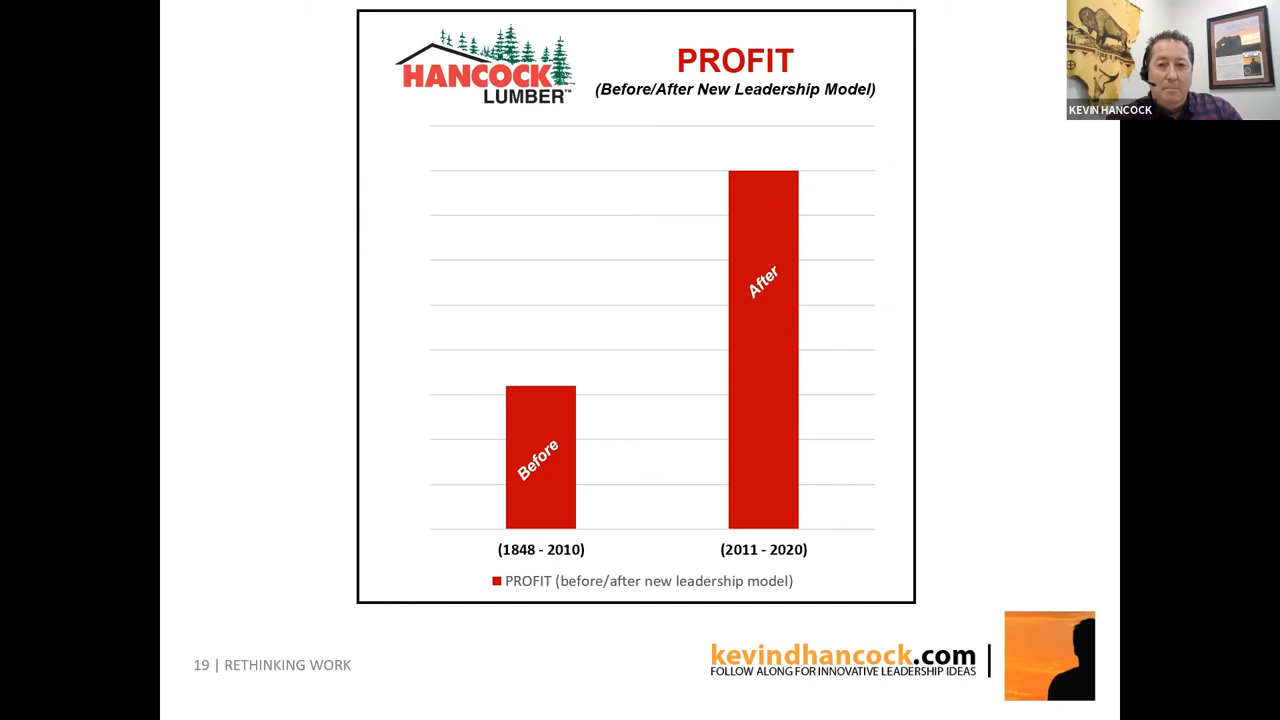 HANCOCK
LUMBER™
PROFIT
(Before/After New Leadership Model)
KEVIN HANCOCK
After
Before
(1848 - 2010)
(2011 - 2020)
PROFIT (before/after new leadership model)
19 | RETHINKING WORK
kevindhancock.com
FOLLOW ALONG FOR INNOVATIVE LEADERSHIP IDEAS